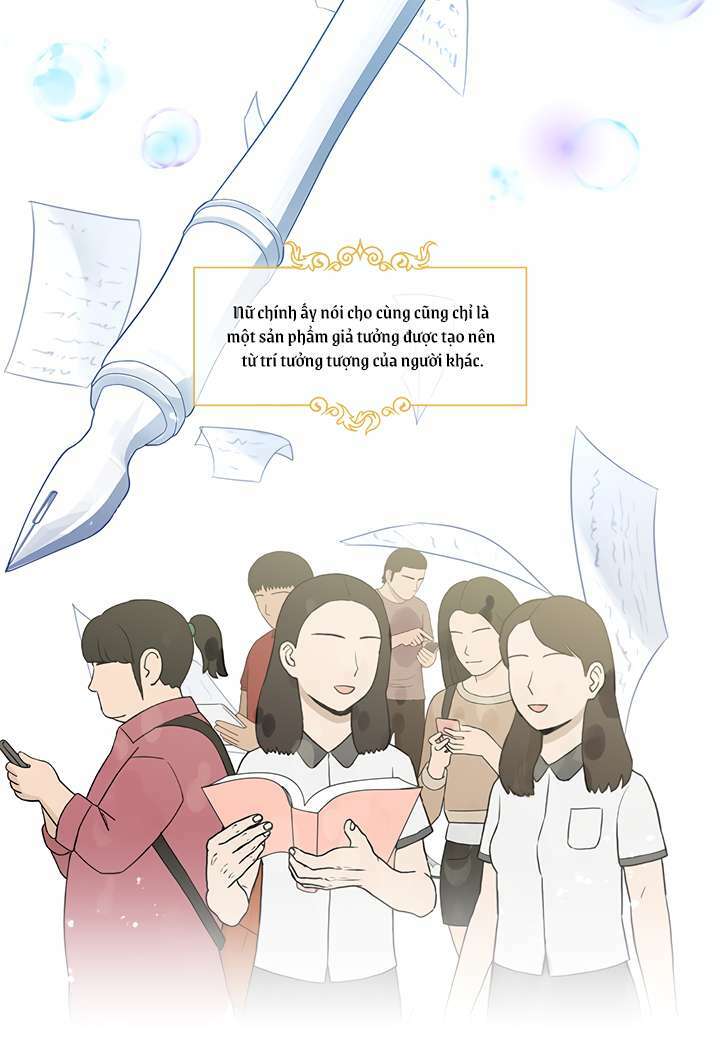 Nữ chính ấy nói cho cùng cũng chỉ là
một sản phẩm giả tưởng được tạo nên
từ trí tưởng tượng của người khác.